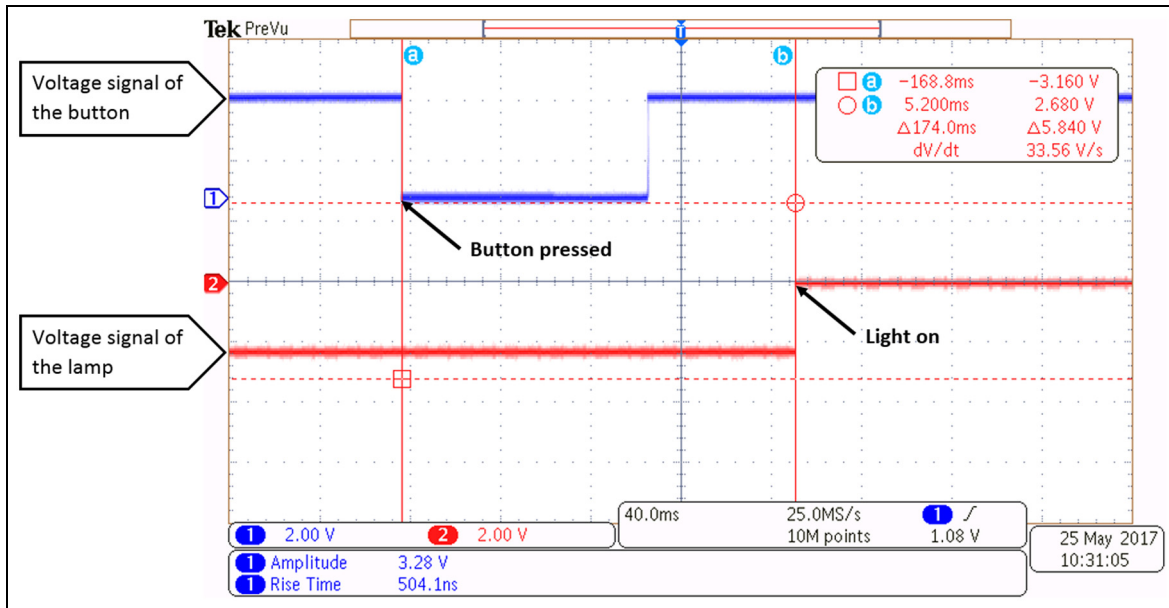 Tek PreVu
T
a
b
Voltage signal of
the button
a −168.8ms −3.160 V
b 5.200ms 2.680 V
Δ174.0ms Δ5.840 V
dV/dt 33.56 V/s
1
Button pressed
2
Light on
Voltage signal of
the lamp
1 2.00 V 2 2.00 V
40.0ms 25.0MS/s 1
10M points 1.08 V
1 Amplitude 3.28 V
1 Rise Time 504.1ns
25 May 2017
10:31:05